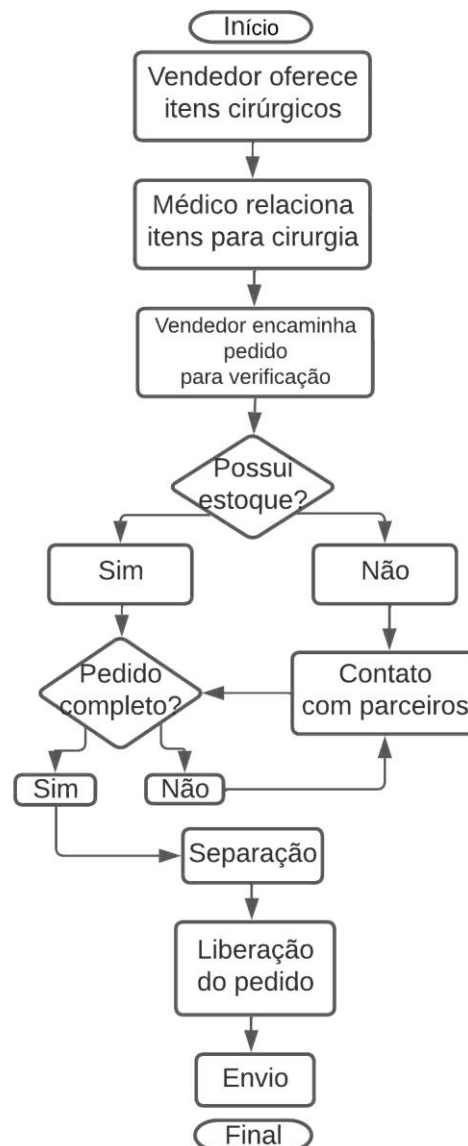 Início
Vendedor oferece
itens cirúrgicos
Médico relaciona
itens para cirurgia
Vendedor encaminha
pedido
para verificação
Possui
estoque?
Sim
Não
Pedido
completo?
Contato
com parceiros
Sim
Não
Separação
Liberação
do pedido
Envio
Final